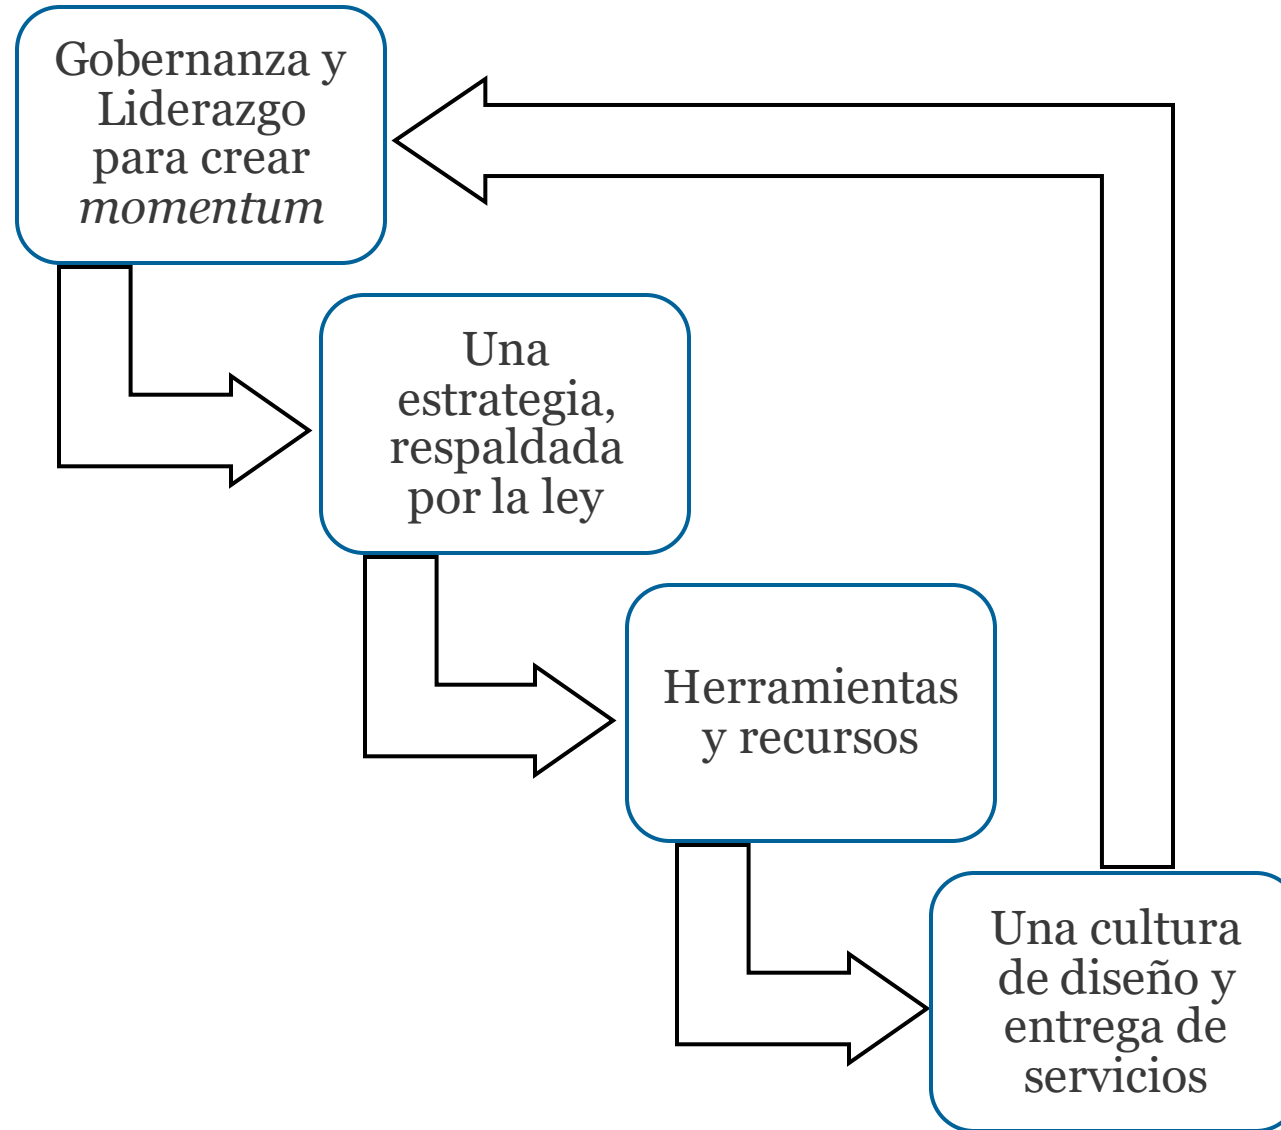 Gobernanza y
Liderazgo
para crear
momentum
Una
estrategia,
respaldada
por la ley
Herramientas
y recursos
Una cultura
de diseño y
entrega de
servicios